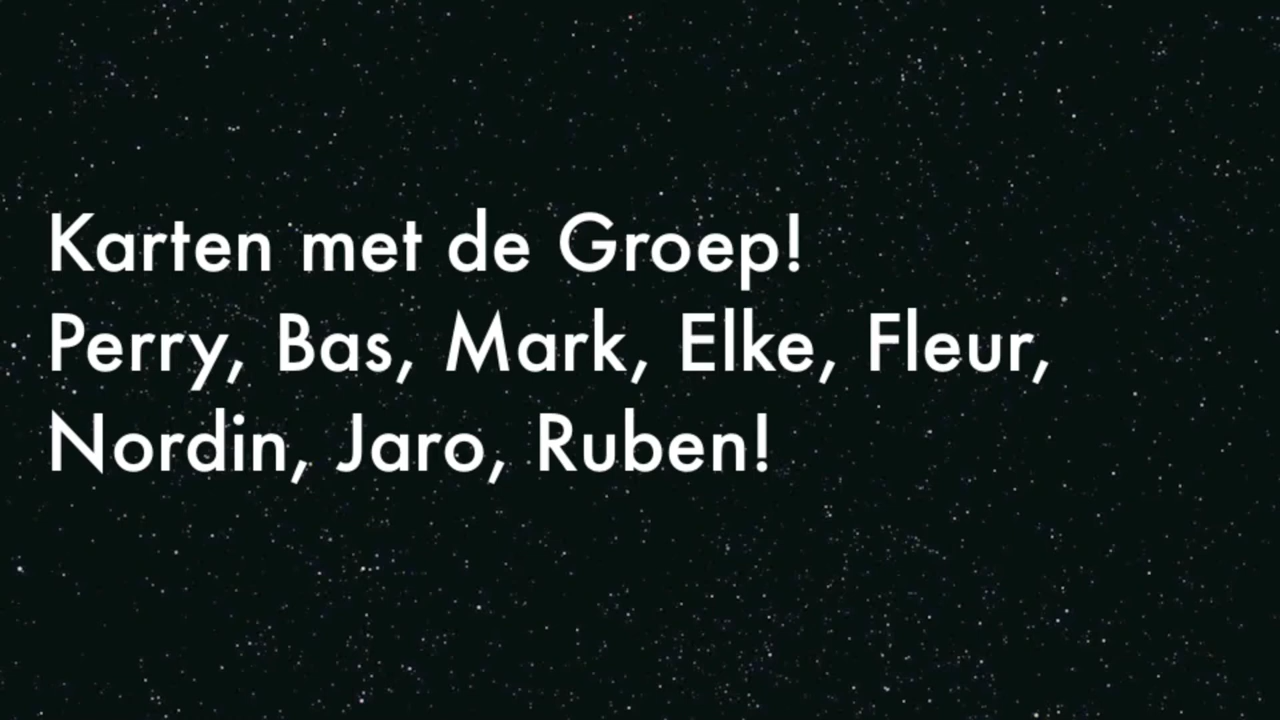 Karten met de Groep!
Perry, Bas, Mark, Elke, Fleur,
Nordin, Jaro, Ruben!